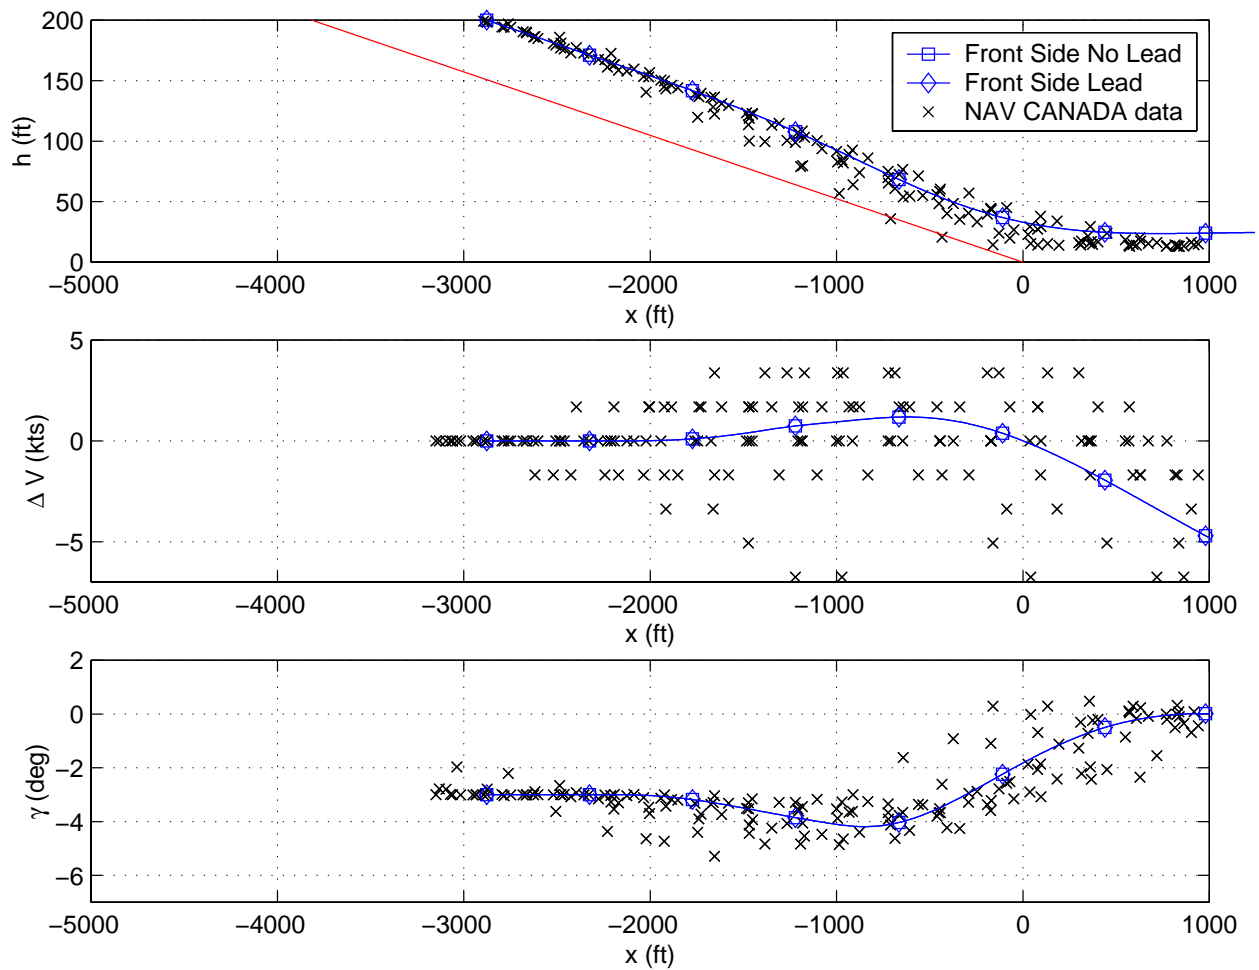 200
150
100
50
0
h (ft)
Front Side No Lead
Front Side Lead
NAV CANADA data
−5000 −4000 −3000 −2000 −1000 0 1000
x (ft)
5
0
−5
Δ V (kts)
−5000 −4000 −3000 −2000 −1000 0 1000
x (ft)
2
0
−2
−4
−6
γ (deg)
−5000 −4000 −3000 −2000 −1000 0 1000
x (ft)